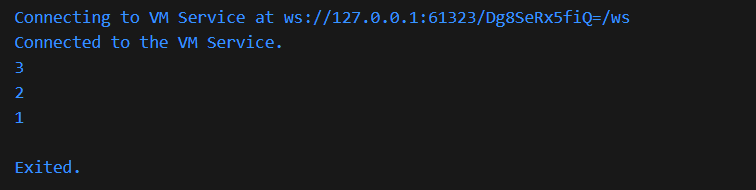 Connecting to VM Service at ws://127.0.0.1:61323/Dg8SeRx5fiQ=/ws
Connected to the VM Service.
3
2
1
Exited.